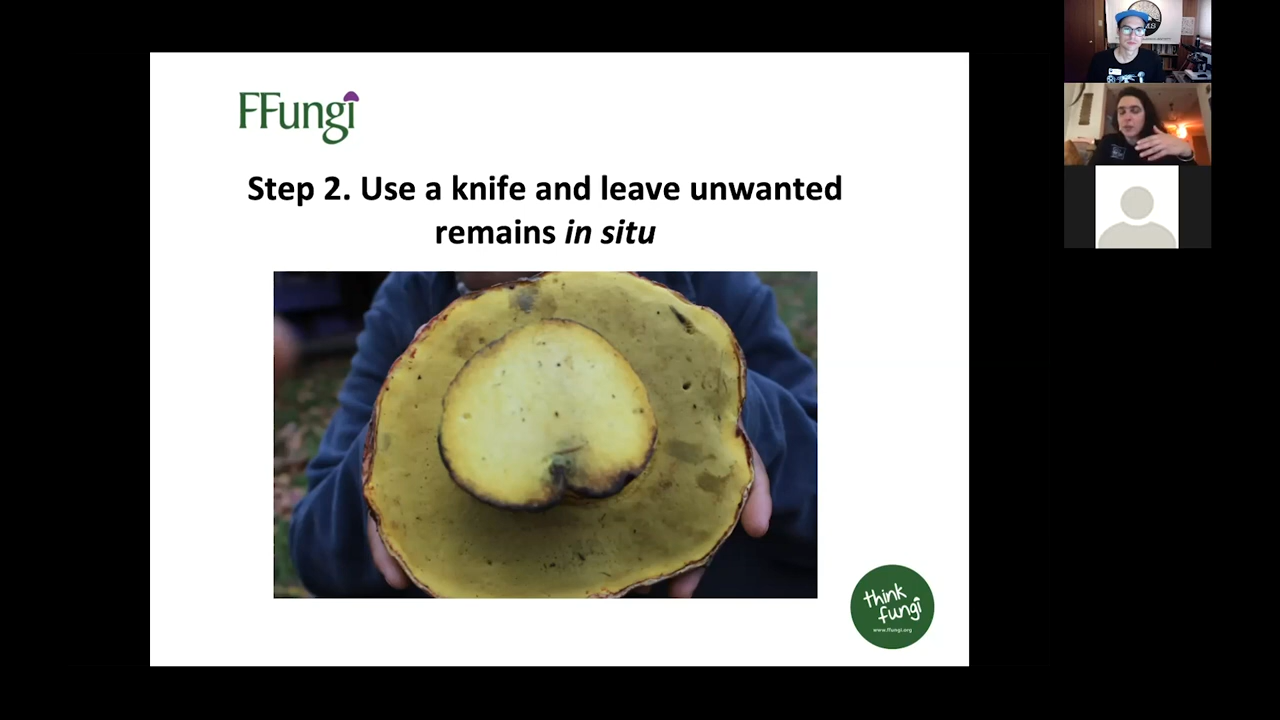 FFungi
Step 2. Use a knife and leave unwanted
remains in situ
think
fungi
www.ffungi.org